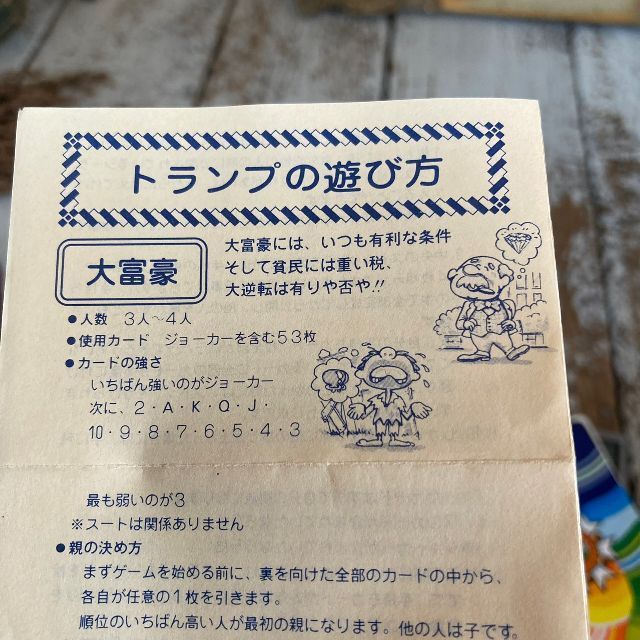 トランプの遊び方
大富豪
大富豪には、いつも有利な条件
そして貧民には重い税、
大逆転は有りや否や!!
●人数 3人~4人
●使用カード ジョーカーを含む53枚
●カードの強さ
いちばん強いのがジョーカー
次に、2・A・K・Q・J・
10・9・8・7・6・5・4・3
最も弱いのが3
※スートは関係ありません
●親の決め方
まずゲームを始める前に、裏を向けた全部のカードの中から、
各自が任意の1枚を引きます。
順位のいちばん高い人が最初の親になります。他の人は子です。